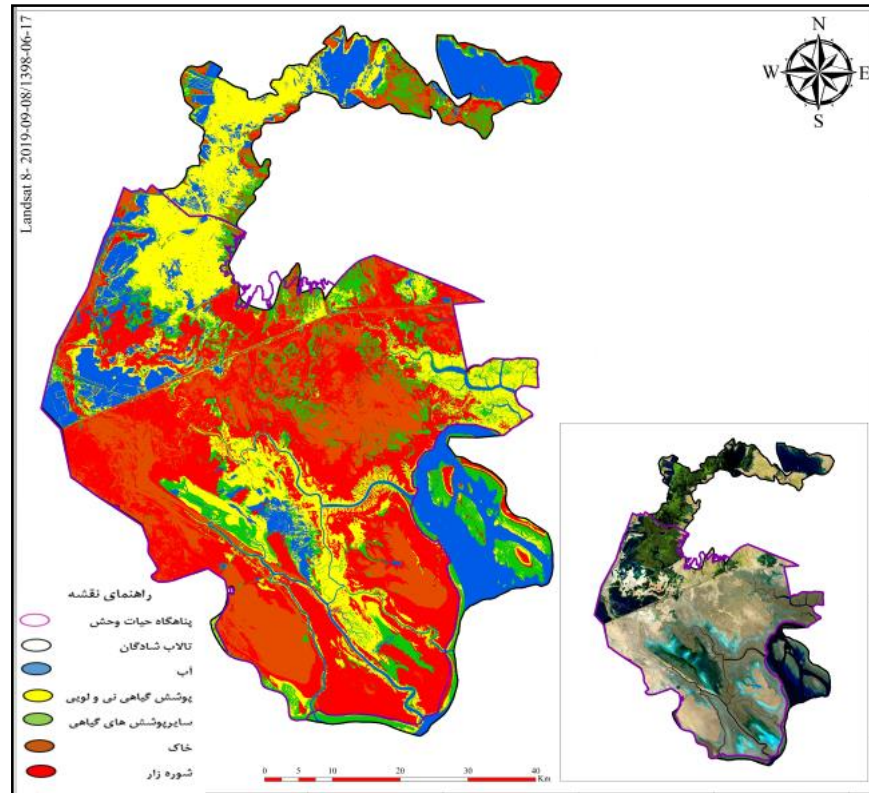 Landsat 8- 2019-09-08/1398-06-17
N
W E
S
راهنمای نقشه
پناهگاه حیات وحش
تالاب شادگان
آب
پوشش گیاهی نی و لویی
سایرپوشش های گیاهی
خاک
شوره زار
0 5 10 20 30 40
Km